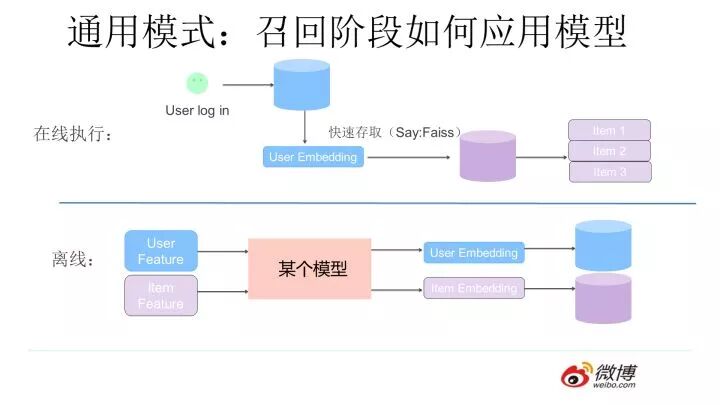 通用模式：召回阶段如何应用模型
User log in
在线执行：
快速存取（Say:Faiss）
User Embedding
Item 1
Item 2
Item 3
离线：
User
Feature
Item
Feature
某个模型
User Embedding
Item Embedding
微博
weibo.com